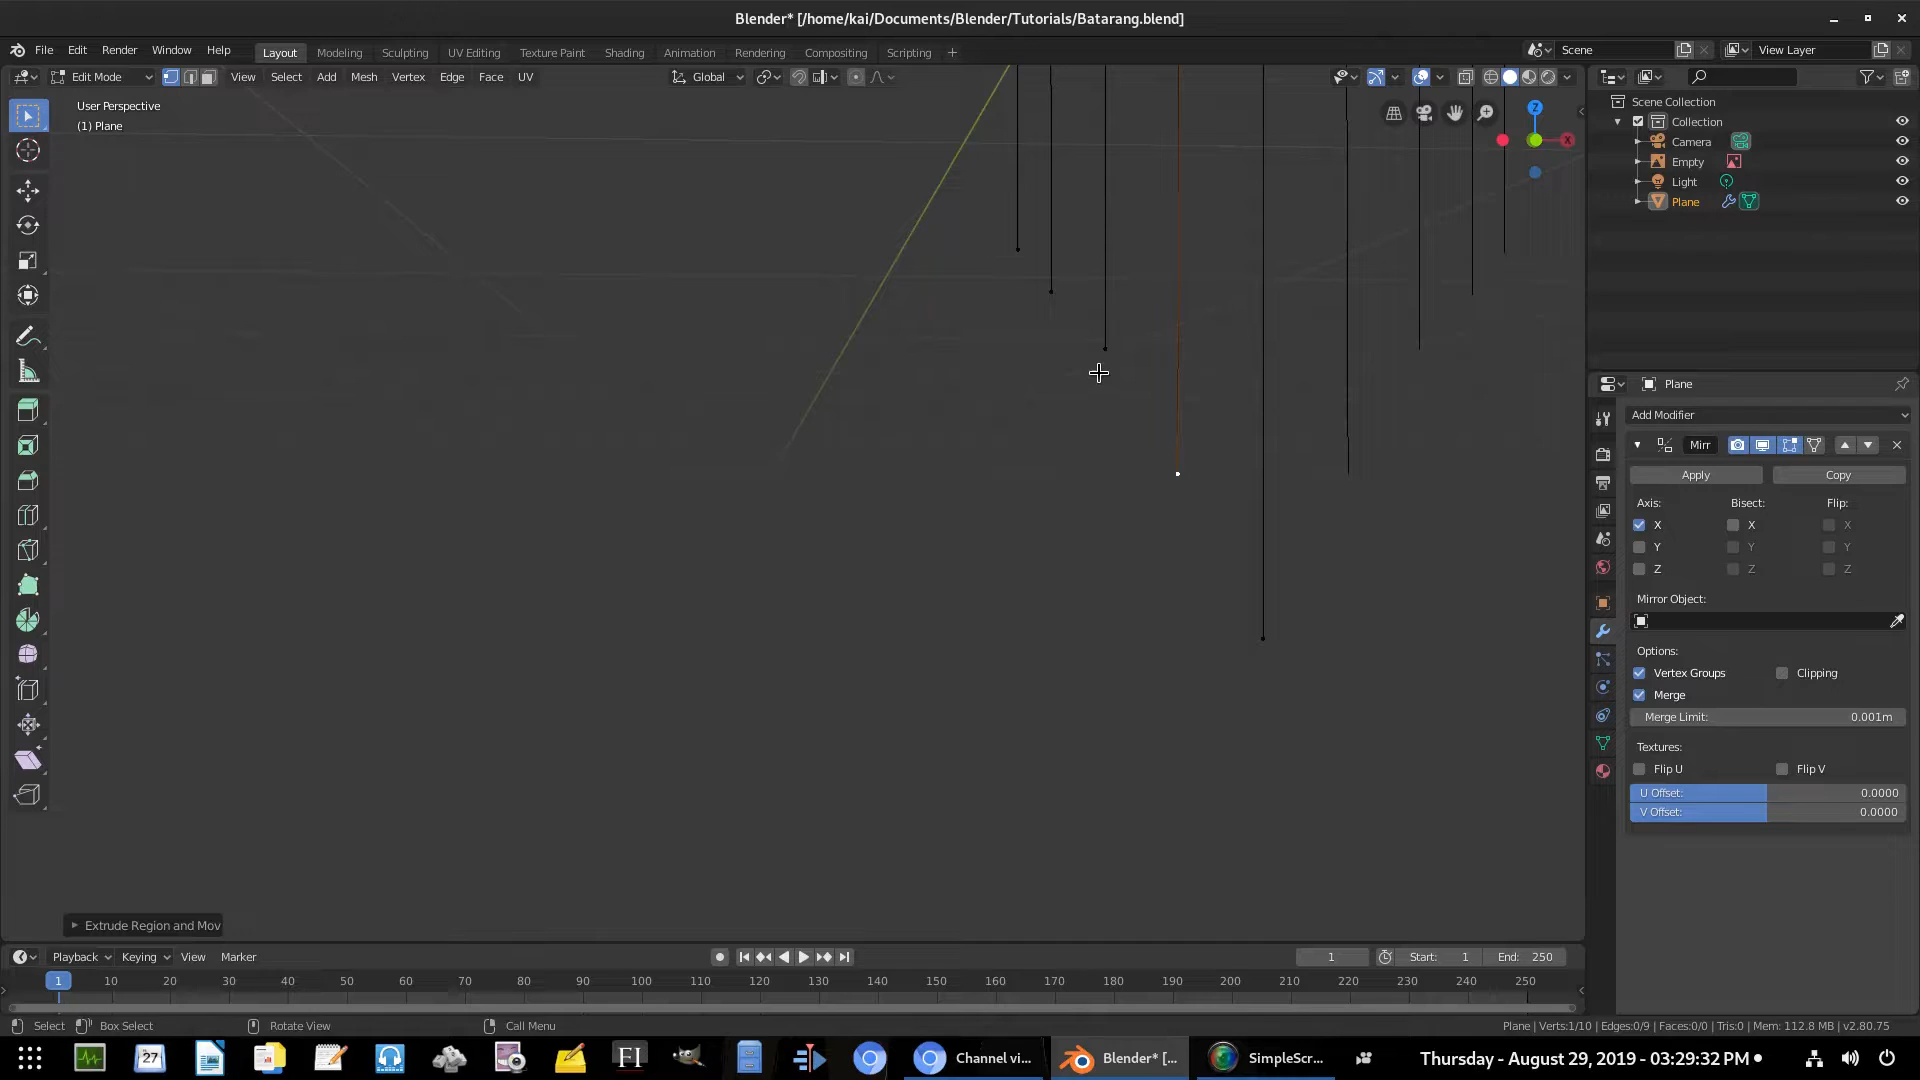 Blender* [/home/kai/Documents/Blender/Tutorials/Batarang.blend]
File Edit Render Window Help Layout Modeling Sculpting UV Editing Texture Paint Shading Animation Rendering Compositing Scripting + Scene View Layer
Edit Mode View Select Add Mesh Vertex Edge Face UV Global
User Perspective
(1) Plane
Z
X
Scene Collection
Collection
Camera
Empty
Light
Plane
Plane
Add Modifier
Mirr
Apply Copy
Axis: Bisect: Flip:
X X X
Y Y Y
Z Z Z
Mirror Object:
Options:
Vertex Groups Clipping
Merge
Merge Limit: 0.001m
Textures:
Flip U Flip V
U Offset: 0.0000
V Offset: 0.0000
Extrude Region and Mov
Playback Keying View Marker 1 Start: 1 End: 250
1 10 20 30 40 50 60 70 80 90 100 110 120 130 140 150 160 170 180 190 200 210 220 230 240 250
Select Box Select Rotate View Call Menu Plane | Verts:1/10 | Edges:0/9 | Faces:0/0 | Tris:0 | Mem: 112.8 MB | v2.80.75
27 FI Channel vi... Blender* [... SimpleScr... Thursday - August 29, 2019 - 03:29:32 PM